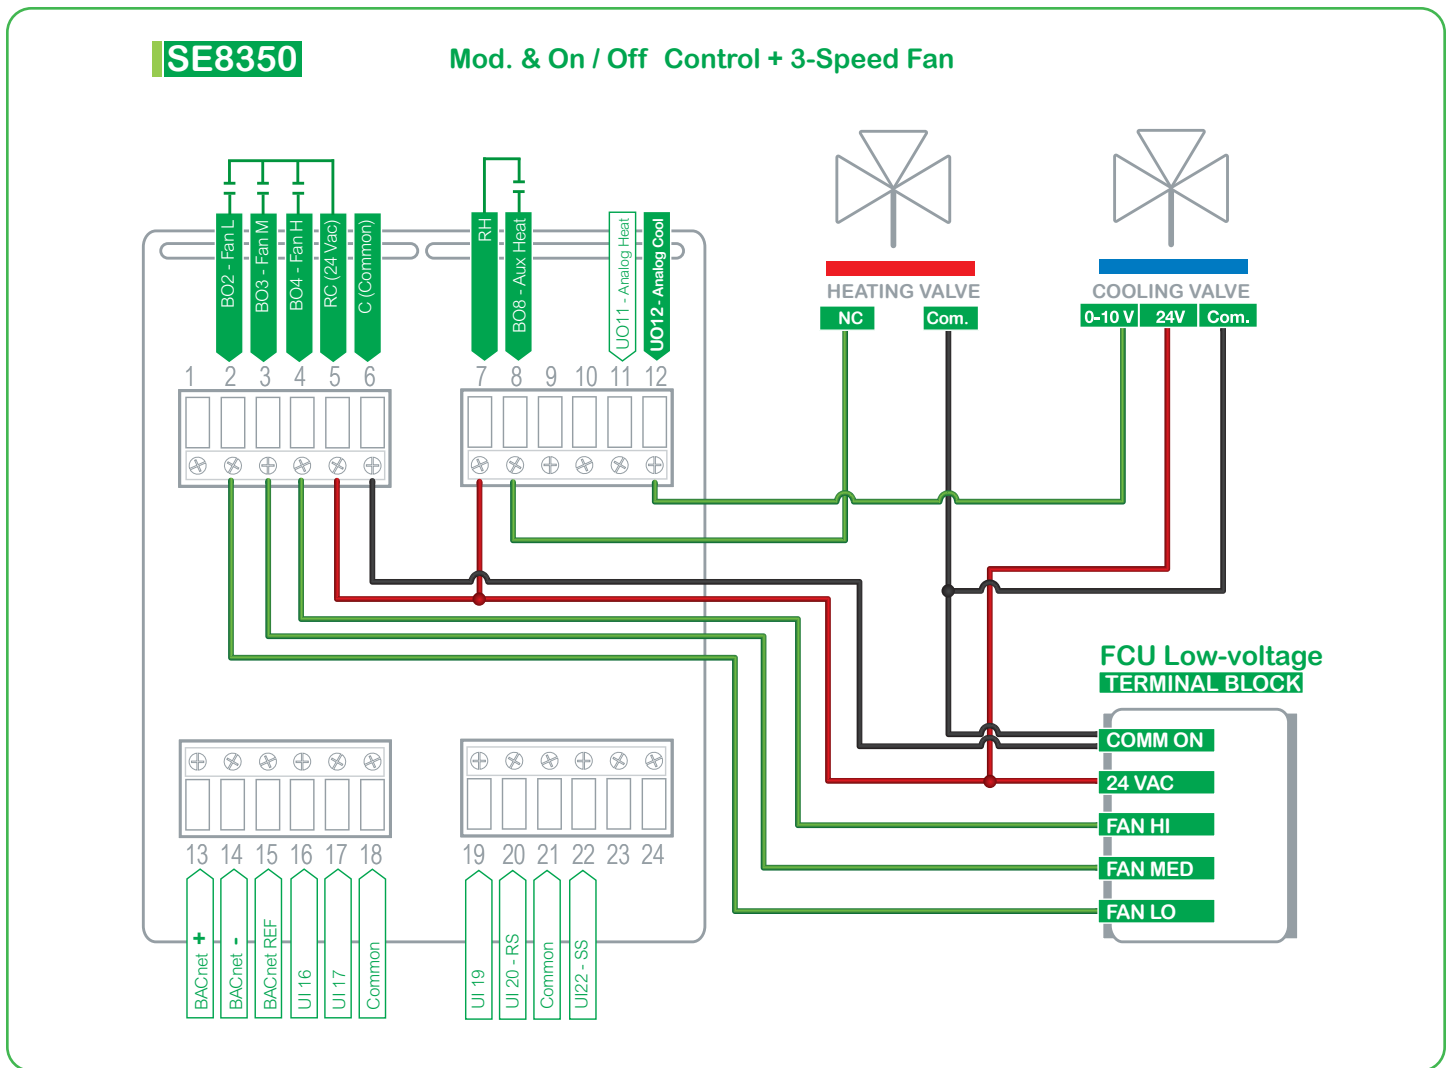 SE8350
Mod. & On / Off Control + 3-Speed Fan
BO2 - Fan L
BO3 - Fan M
BO4 - Fan H
RC (24 Vac)
C (Common)
RH
BO8 - Aux Heat
UO11 - Analog Heat
UO12 - Analog Cool
HEATING VALVE
NC
Com.
COOLING VALVE
0-10 V
24V
Com.
1 2 3 4 5 6
7 8 9 10 11 12
FCU Low-voltage
TERMINAL BLOCK
COMM ON
24 VAC
FAN HI
FAN MED
FAN LO
13 14 15 16 17 18
19 20 21 22 23 24
BACnet +
BACnet -
BACnet REF
UI 16
UI 17
Common
UI 19
UI 20 - RS
Common
UI22 - SS